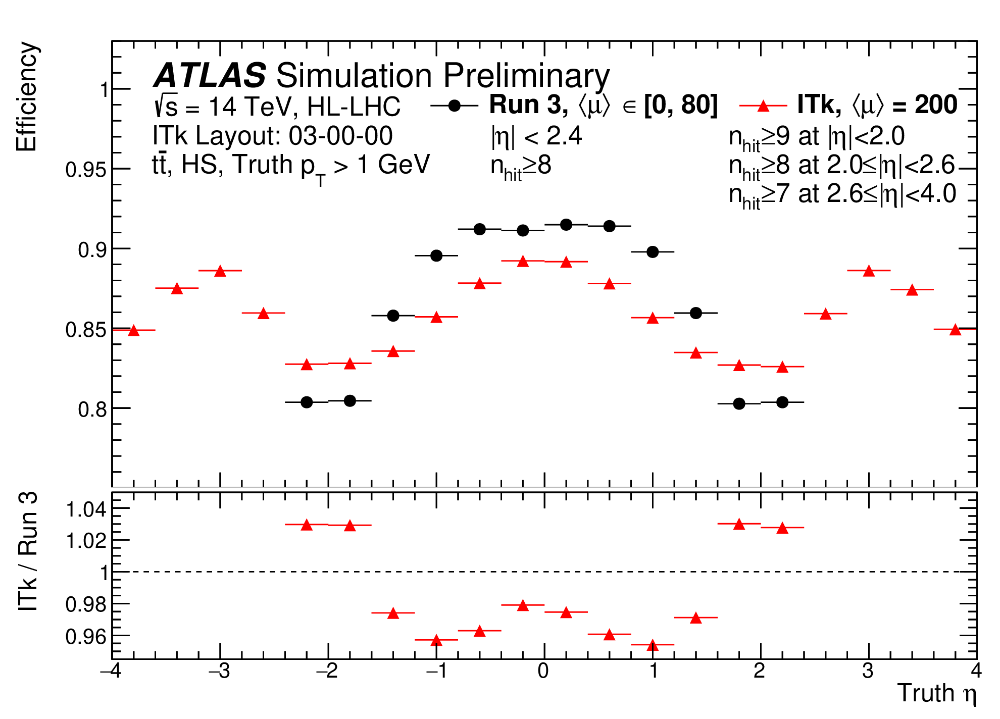 Efficiency
ATLAS Simulation Preliminary
√s = 14 TeV, HL-LHC
ITk Layout: 03-00-00
tt̄, HS, Truth p_T > 1 GeV
Run 3, ⟨μ⟩ ∈ [0, 80]
|η| < 2.4
n_hit≥8
ITk, ⟨μ⟩ = 200
n_hit≥9 at |η|<2.0
n_hit≥8 at 2.0≤|η|<2.6
n_hit≥7 at 2.6≤|η|<4.0
1
0.95
0.9
0.85
0.8
ITk / Run 3
1.04
1.02
1
0.98
0.96
−4 −3 −2 −1 0 1 2 3 4
Truth η